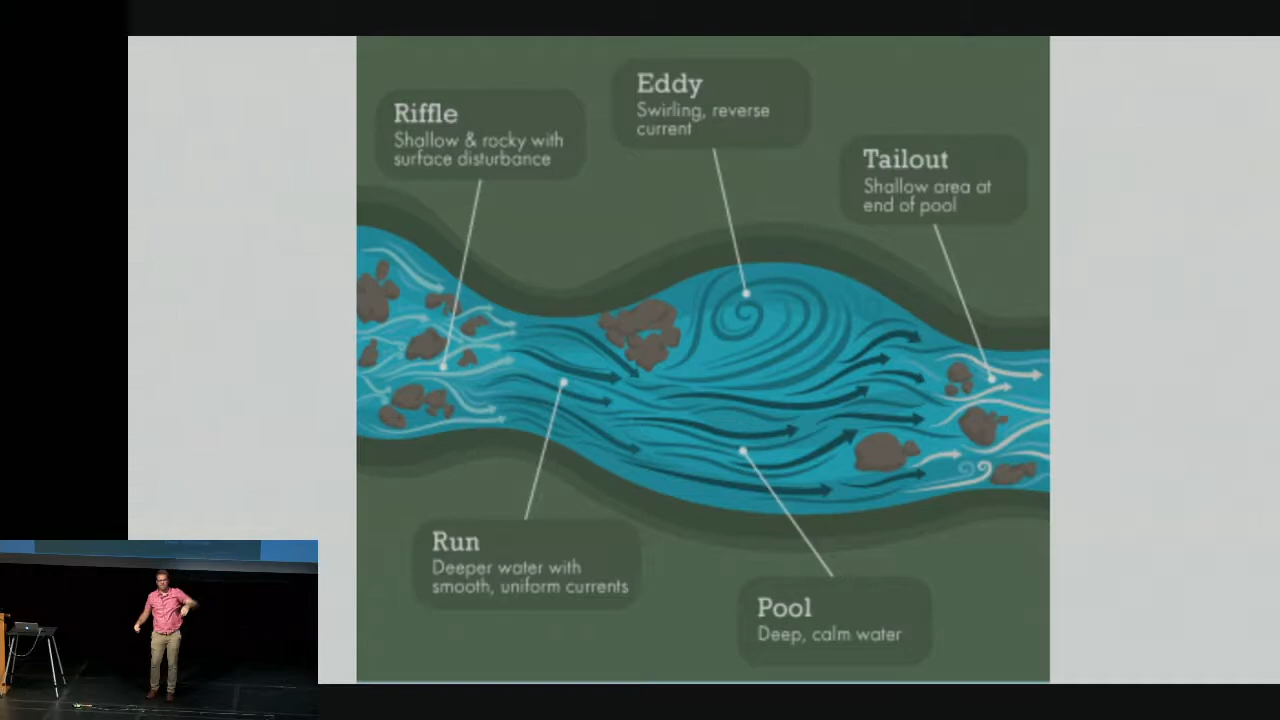 Riffle
Shallow & rocky with
surface disturbance
Eddy
Swirling, reverse
current
Tailout
Shallow area at
end of pool
Run
Deeper water with
smooth, uniform currents
Pool
Deep, calm water